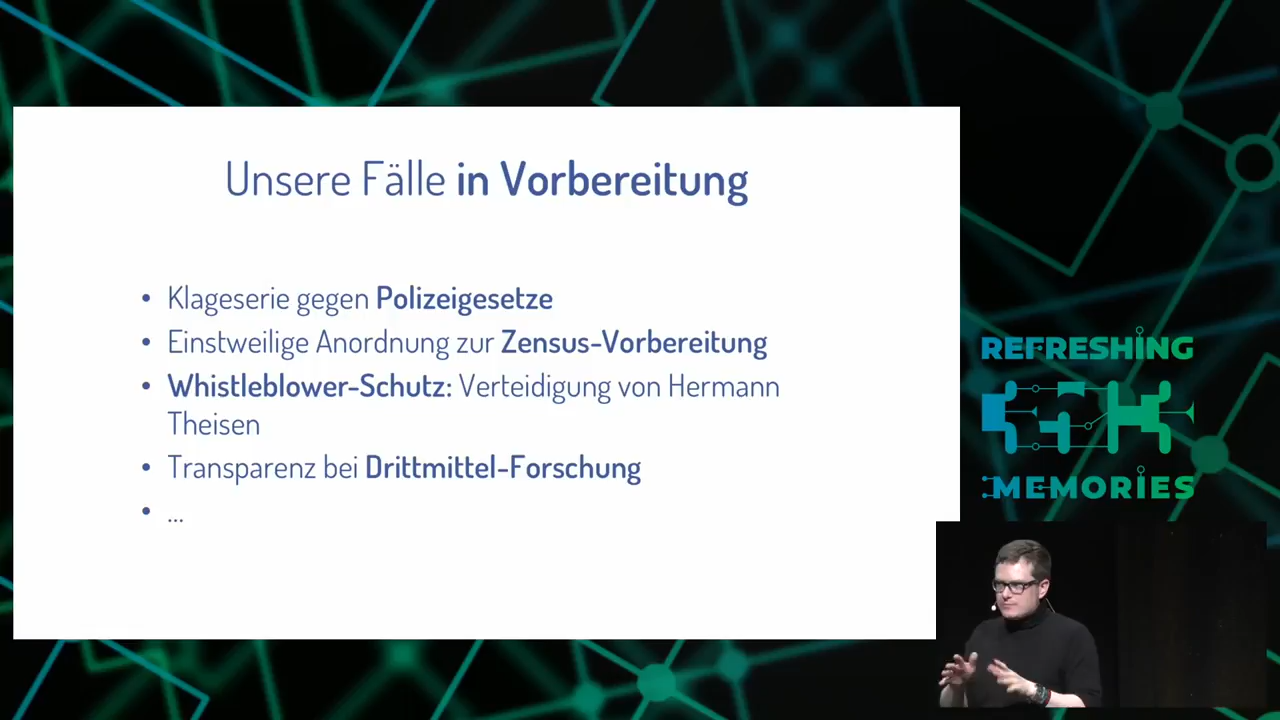 Unsere Fälle in Vorbereitung
• Klageserie gegen Polizeigesetze
• Einstweilige Anordnung zur Zensus-Vorbereitung
• Whistleblower-Schutz: Verteidigung von Hermann
Theisen
• Transparenz bei Drittmittel-Forschung
• ...
REFRESHING
35C3
MEMORIES